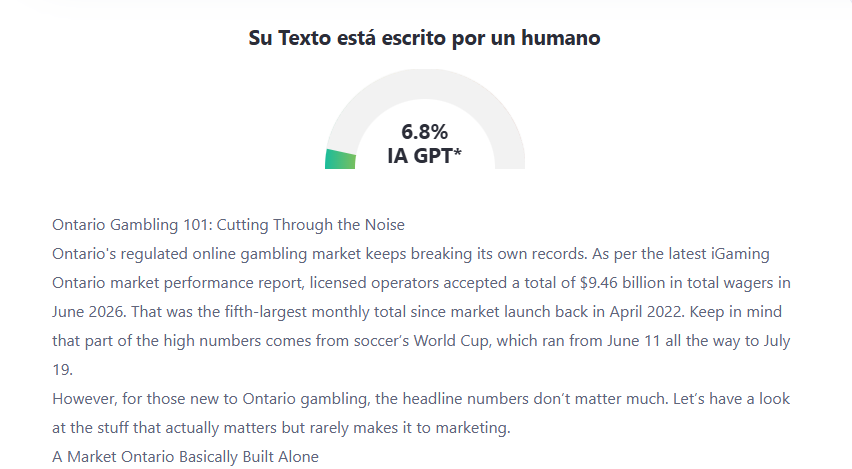 Su Texto está escrito por un humano
6.8%
IA GPT*
Ontario Gambling 101: Cutting Through the Noise
Ontario's regulated online gambling market keeps breaking its own records. As per the latest iGaming
Ontario market performance report, licensed operators accepted a total of $9.46 billion in total wagers in
June 2026. That was the fifth-largest monthly total since market launch back in April 2022. Keep in mind
that part of the high numbers comes from soccer’s World Cup, which ran from June 11 all the way to July
19.
However, for those new to Ontario gambling, the headline numbers don’t matter much. Let’s have a look
at the stuff that actually matters but rarely makes it to marketing.
A Market Ontario Basically Built Alone